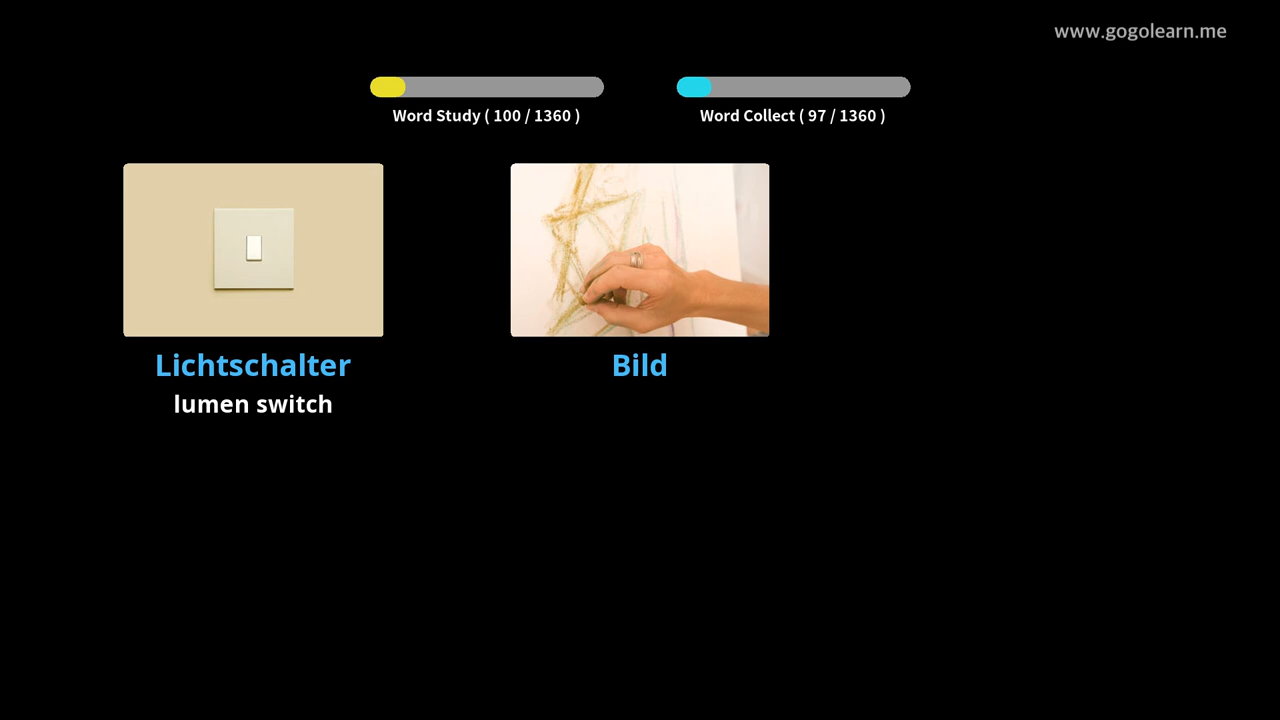 www.gogolearn.me
Word Study ( 100 / 1360 )
Word Collect ( 97 / 1360 )
Lichtschalter
lumen switch
Bild